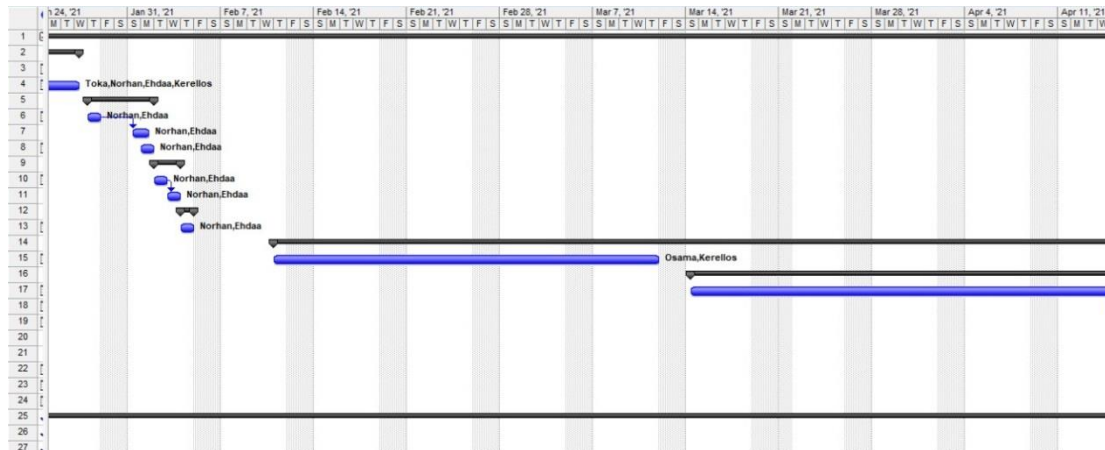 n 24, '21 Jan 31, '21 Feb 7, '21 Feb 14, '21 Feb 21, '21 Feb 28, '21 Mar 7, '21 Mar 14, '21 Mar 21, '21 Mar 28, '21 Apr 4, '21 Apr 11, '21
M T W T F S S M T W T F S S M T W T F S S M T W T F S S M T W T F S S M T W T F S S M T W T F S S M T W T F S S M T W T F S S M T W T F S S M T W T F S S M T W
1
2
3
4 Toka,Norhan,Ehdaa,Kerellos
5
6 Norhan,Ehdaa
7 Norhan,Ehdaa
8 Norhan,Ehdaa
9
10 Norhan,Ehdaa
11 Norhan,Ehdaa
12
13 Norhan,Ehdaa
14
15 Osama,Kerellos
16
17
18
19
20
21
22
23
24
25
26
27